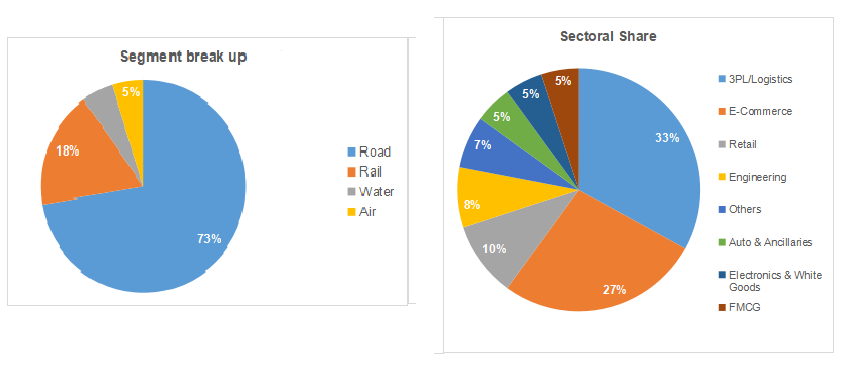 Segment break up
5%
18%
73%
Road
Rail
Water
Air
Sectoral Share
5%
5%
5%
7%
8%
10%
27%
33%
3PL/Logistics
E-Commerce
Retail
Engineering
Others
Auto & Ancillaries
Electronics & White
Goods
FMCG